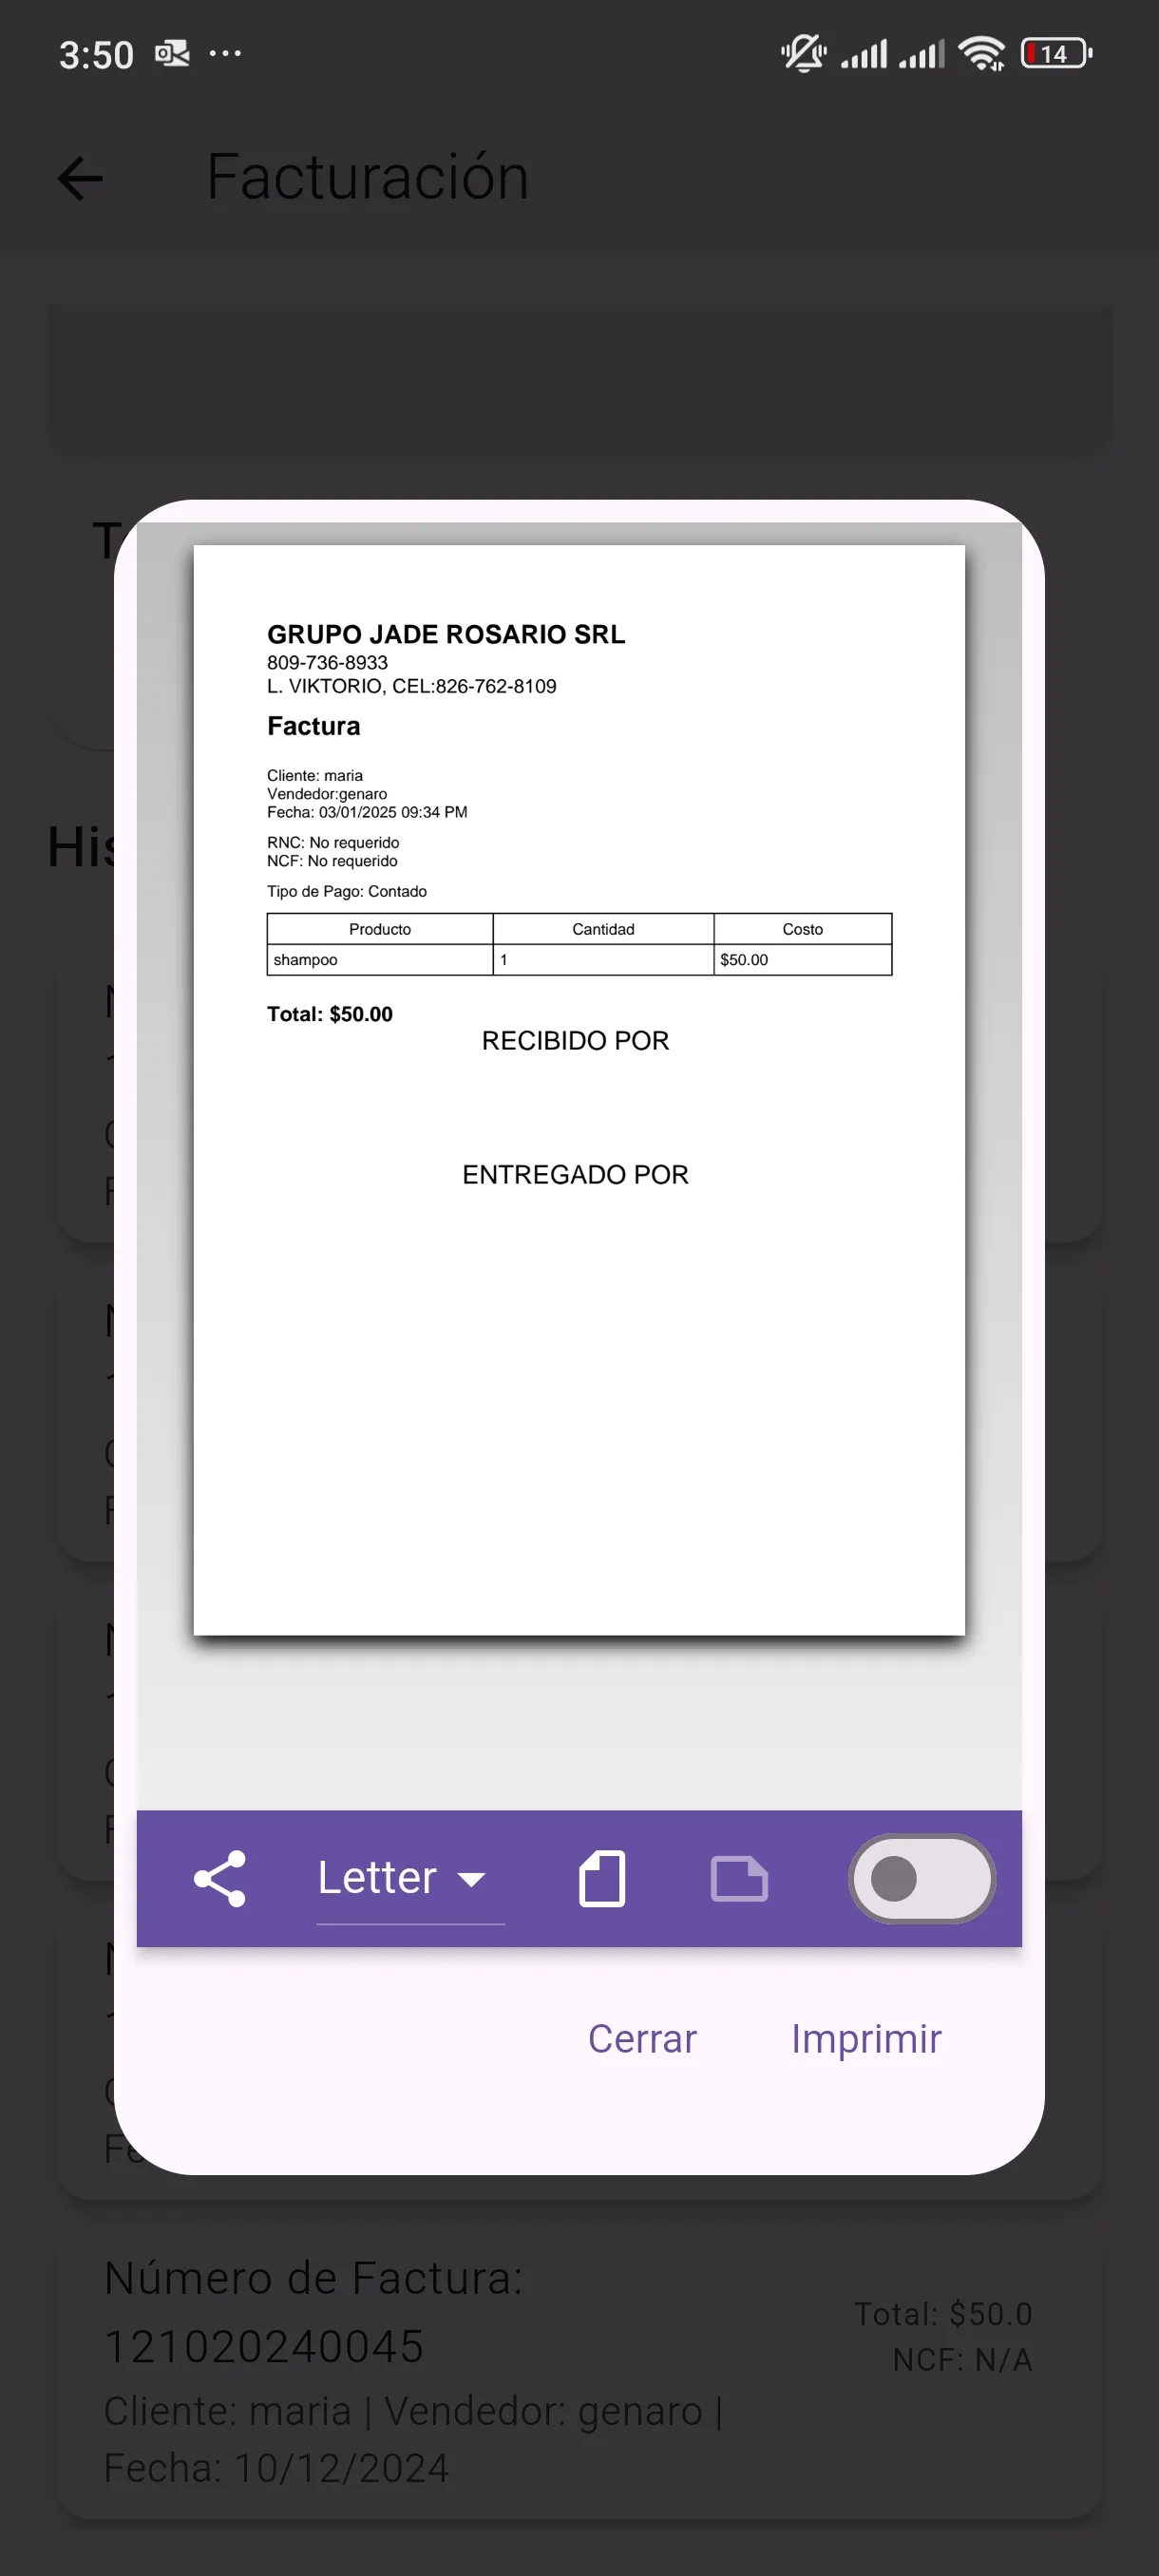 3:50
14
Facturación
GRUPO JADE ROSARIO SRL
809-736-8933
L. VIKTORIO, CEL:826-762-8109
Factura
Cliente: maria
Vendedor:genaro
Fecha: 03/01/2025 09:34 PM
RNC: No requerido
NCF: No requerido
Tipo de Pago: Contado
Producto Cantidad Costo
shampoo 1 $50.00
Total: $50.00
RECIBIDO POR
ENTREGADO POR
Letter
Cerrar Imprimir
Número de Factura:
121020240045
Total: $50.0
NCF: N/A
Cliente: maria | Vendedor: genaro |
Fecha: 10/12/2024